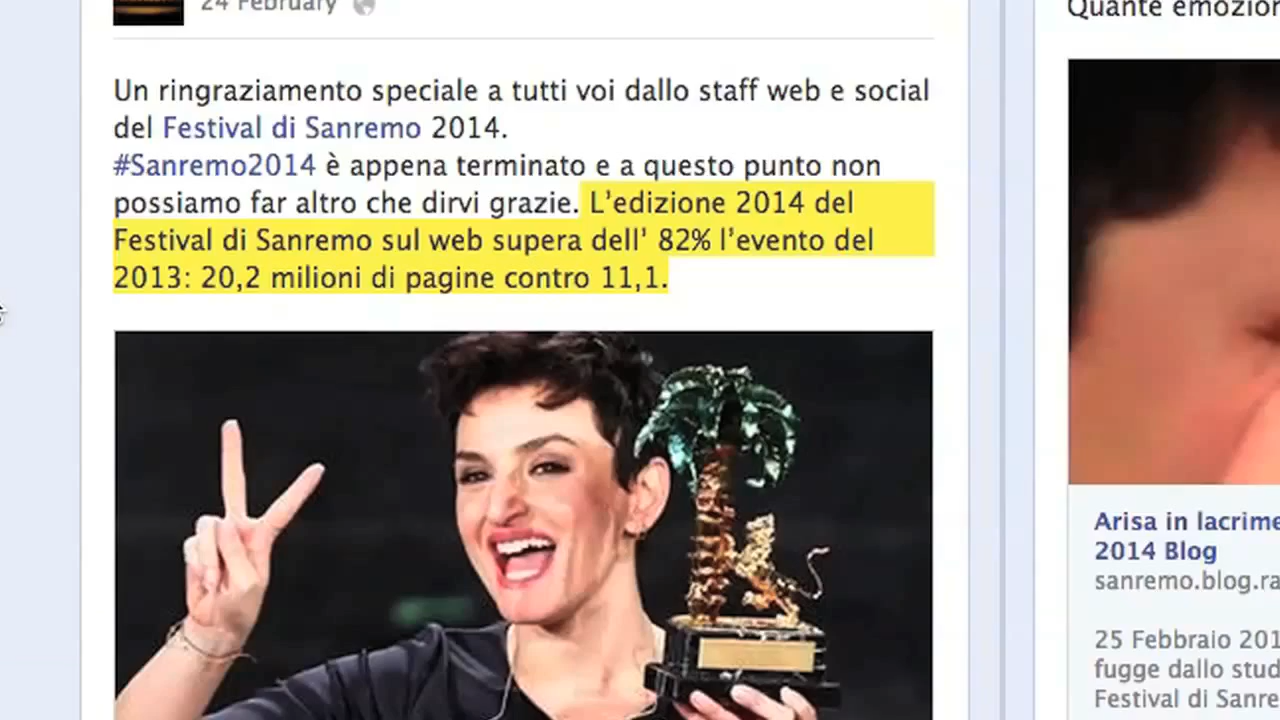 24 February
Un ringraziamento speciale a tutti voi dallo staff web e social
del Festival di Sanremo 2014.
#Sanremo2014 è appena terminato e a questo punto non
possiamo far altro che dirvi grazie. L’edizione 2014 del
Festival di Sanremo sul web supera dell’ 82% l’evento del
2013: 20,2 milioni di pagine contro 11,1.
Quante emozion
Arisa in lacrime
2014 Blog
sanremo.blog.ra
25 Febbraio 201
fugge dallo stud
Festival di Sanre